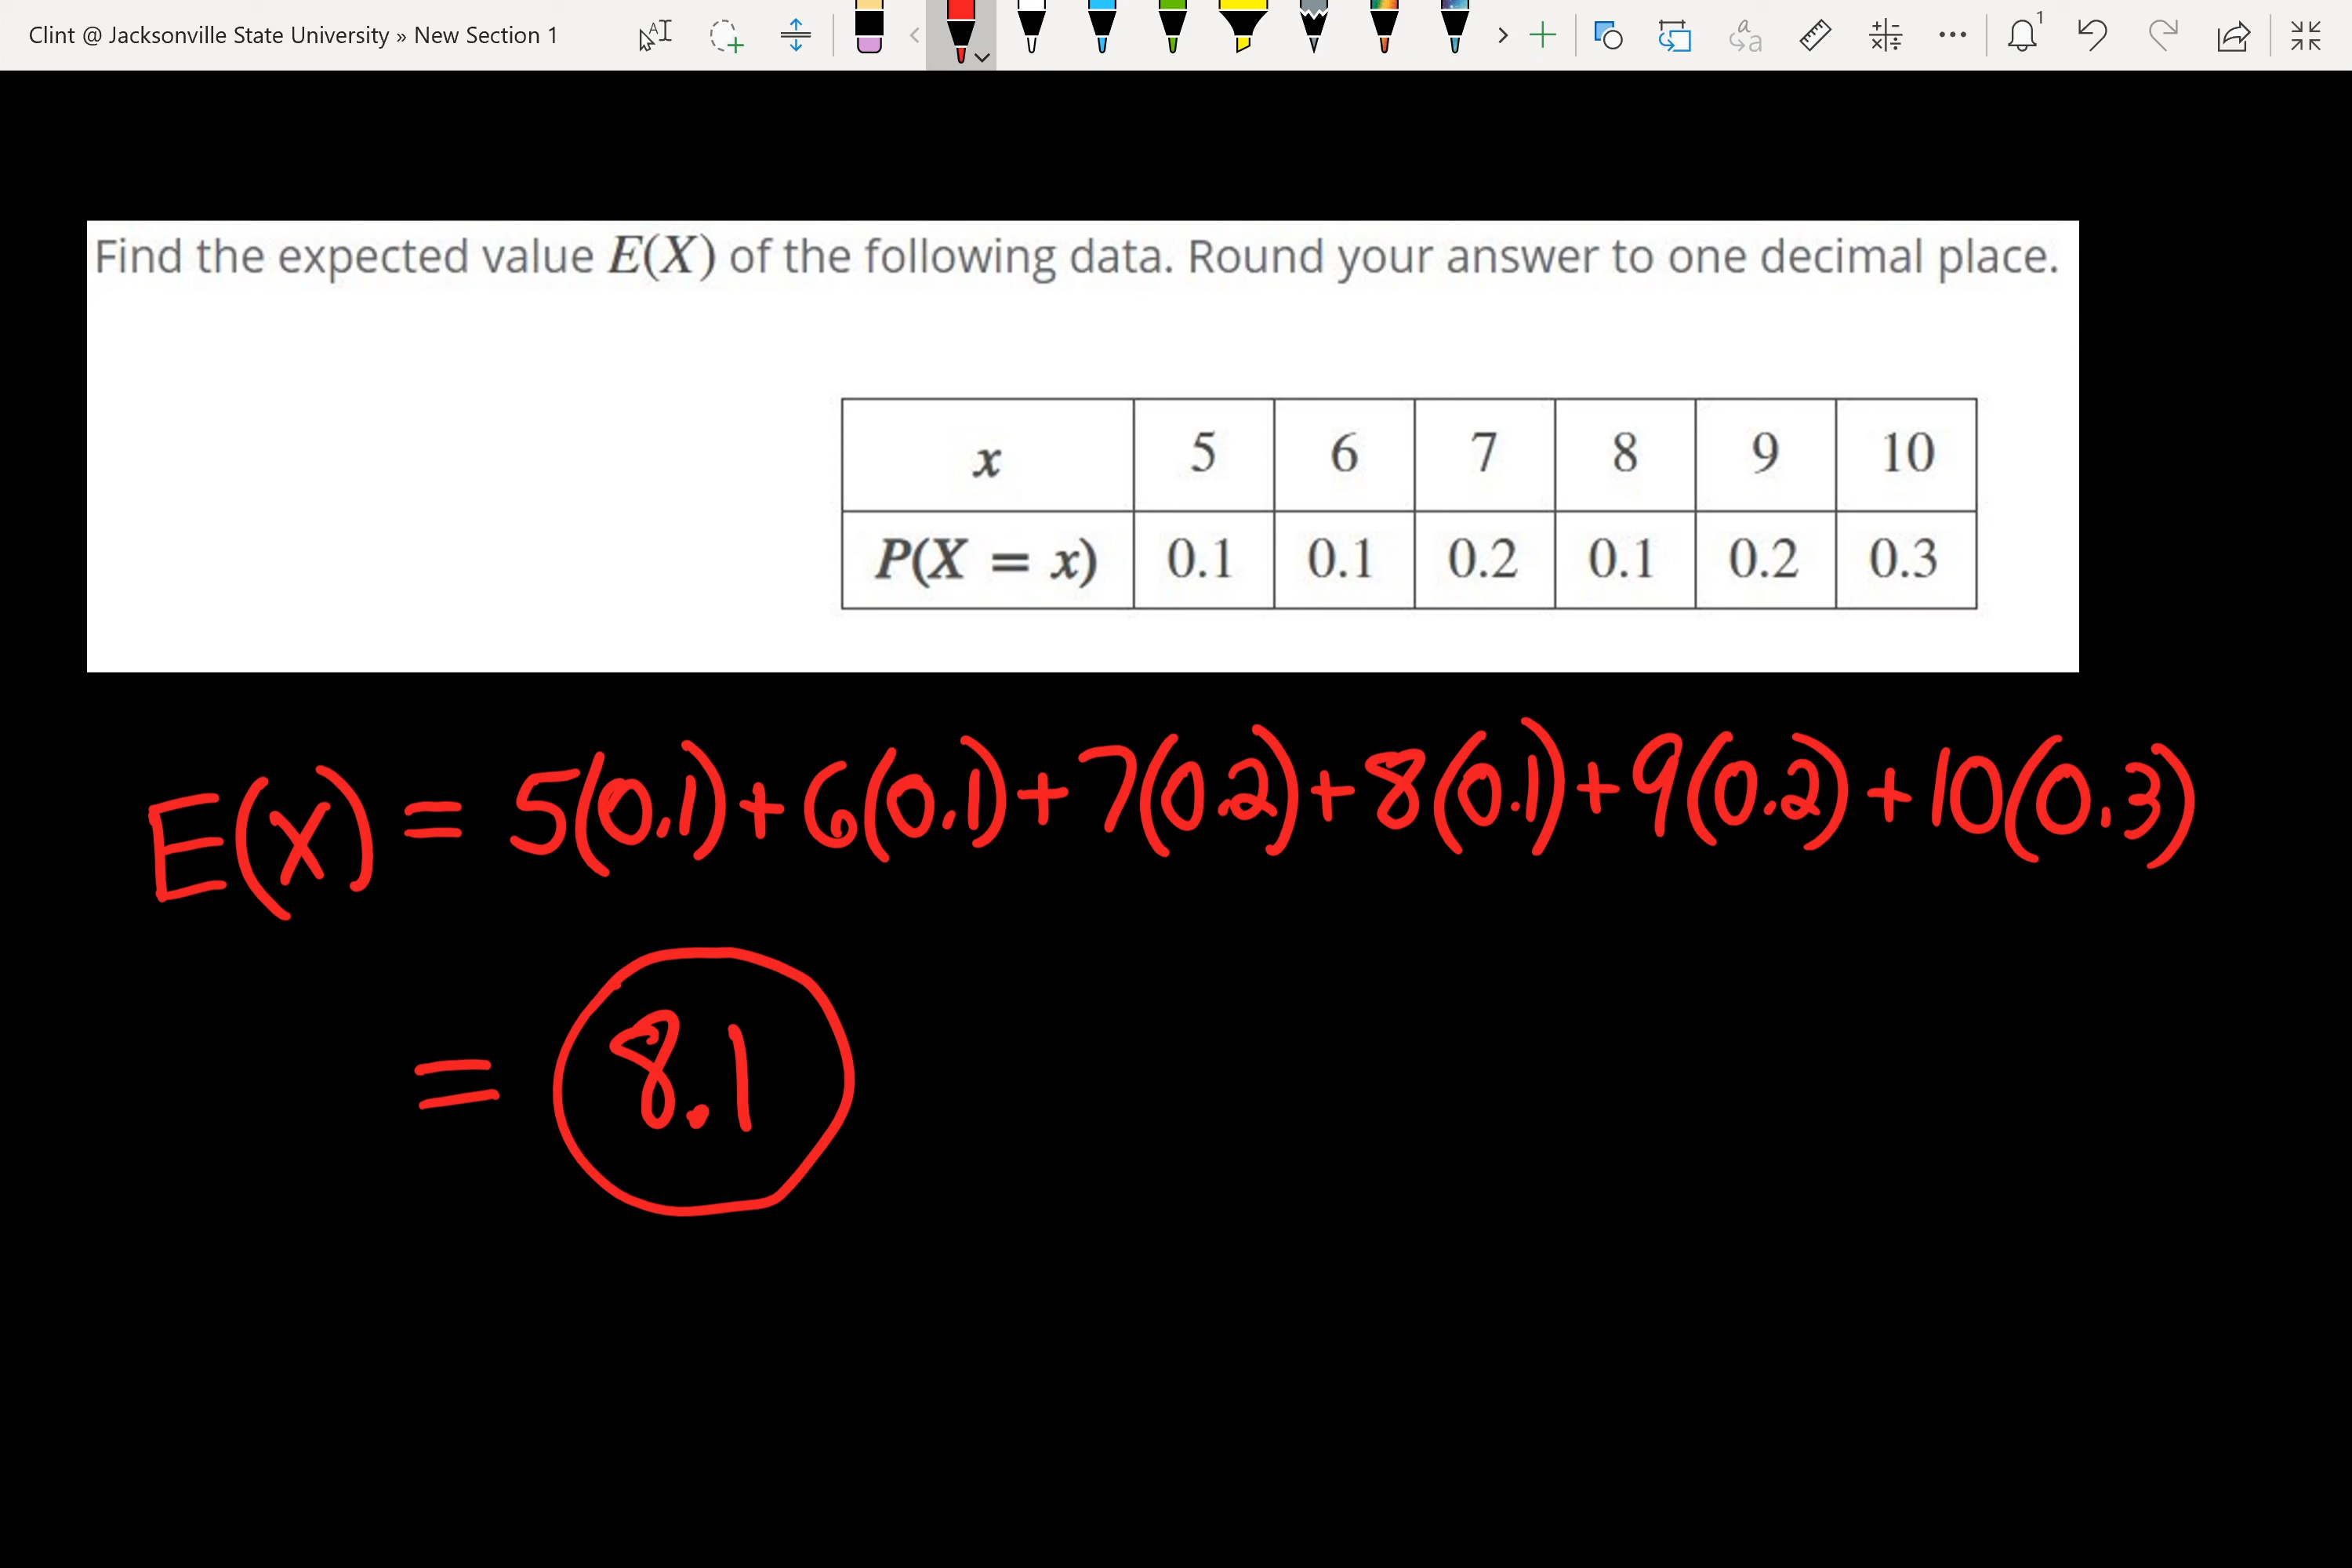 Clint @ Jacksonville State University » New Section 1
Find the expected value E(X) of the following data. Round your answer to one decimal place.
x 5 6 7 8 9 10
P(X = x) 0.1 0.1 0.2 0.1 0.2 0.3
E(X) = 5(0.1)+6(0.1)+7(0.2)+8(0.1)+9(0.2)+10(0.3)
= 8.1